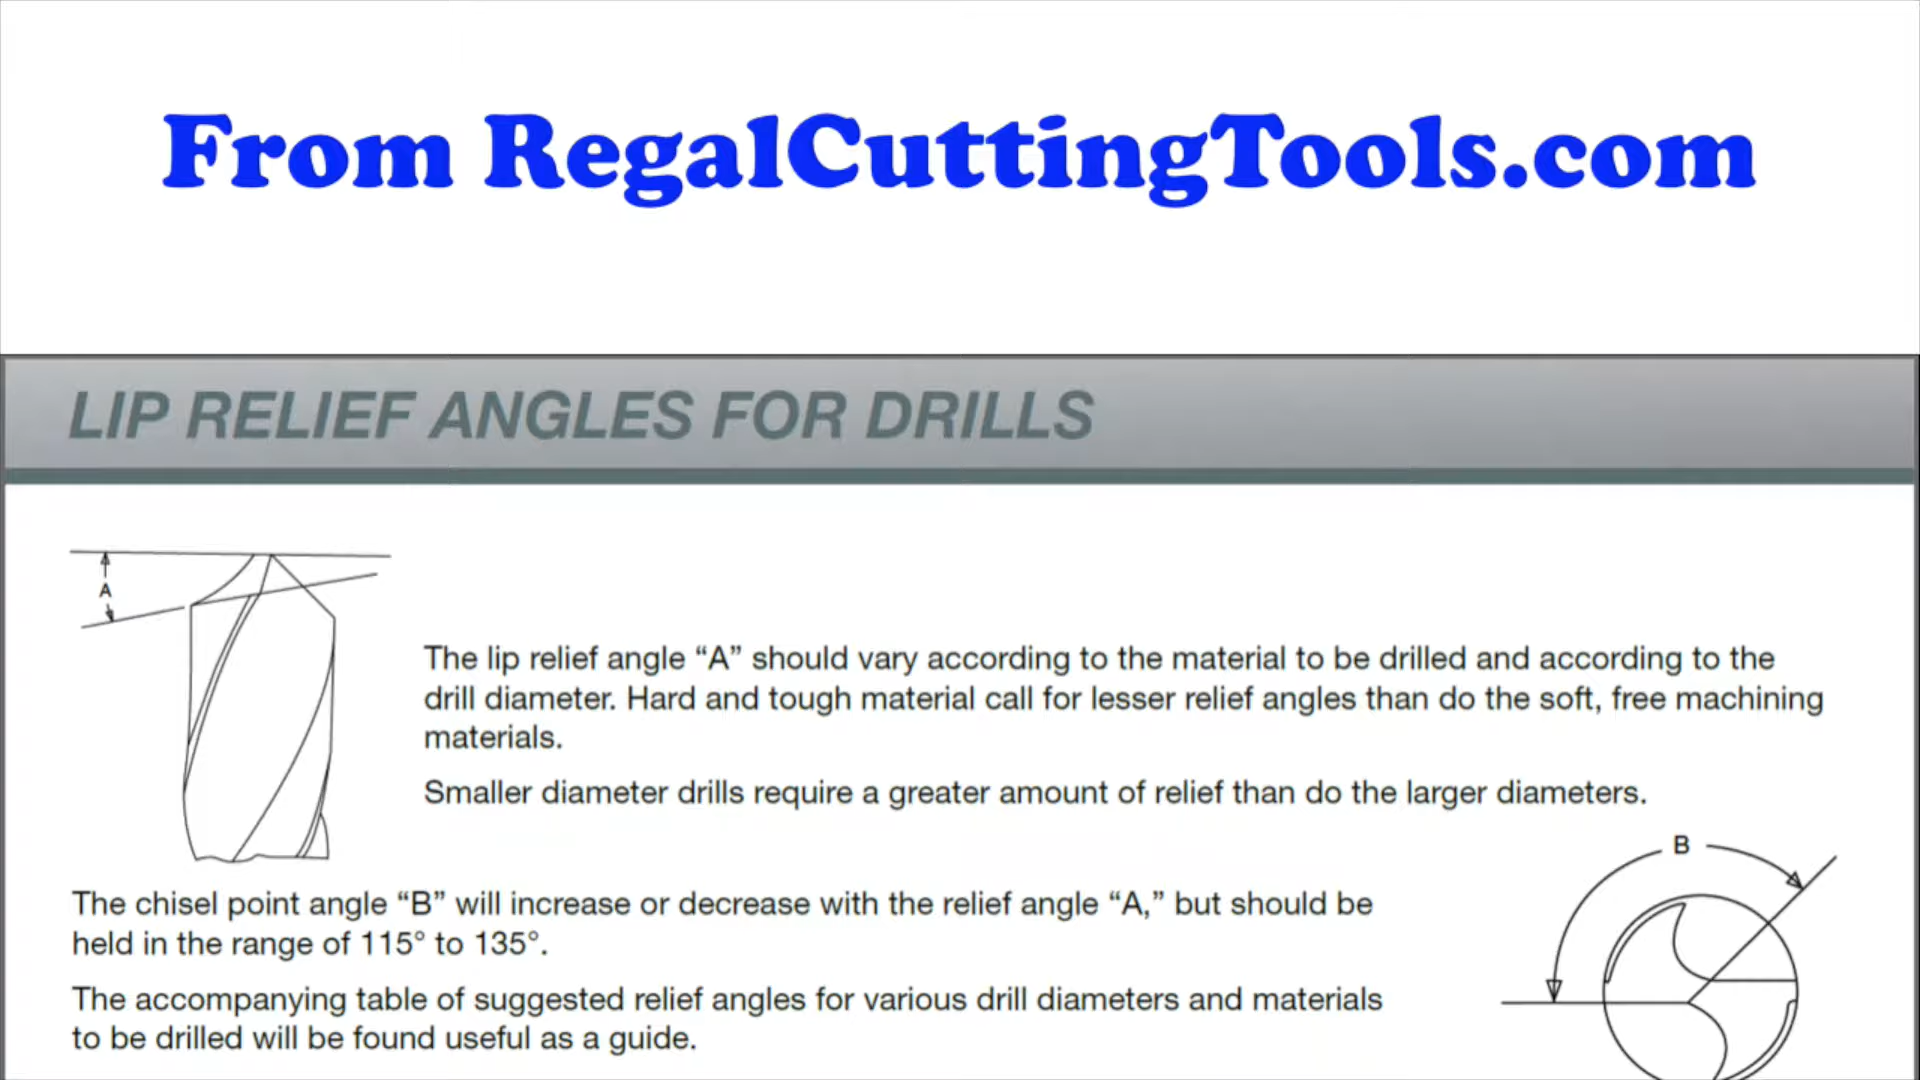 From RegalCuttingTools.com
LIP RELIEF ANGLES FOR DRILLS
A
The lip relief angle “A” should vary according to the material to be drilled and according to the
drill diameter. Hard and tough material call for lesser relief angles than do the soft, free machining
materials.
Smaller diameter drills require a greater amount of relief than do the larger diameters.
B
The chisel point angle “B” will increase or decrease with the relief angle “A,” but should be
held in the range of 115° to 135°.
The accompanying table of suggested relief angles for various drill diameters and materials
to be drilled will be found useful as a guide.